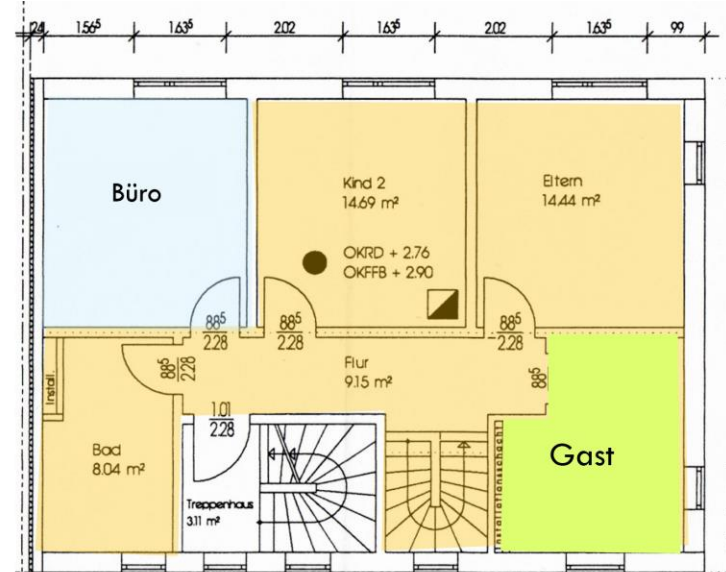 24 1.56⁵ 1.63⁵ 2.02 1.63⁵ 2.02 1.63⁵ 99
Büro
Kind 2
14.69 m²
Eltern
14.44 m²
OKRD + 2.76
OKFFB + 2.90
88⁵
2.28
88⁵
2.28
88⁵
2.28
Install.
88⁵
2.28
Flur
9.15 m²
88⁵
1.01
2.28
Bad
8.04 m²
Treppenhaus
3.11 m²
Installationsschacht
Gast